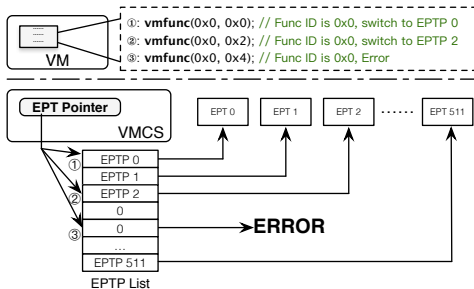 ①: vmfunc(0x0, 0x0); // Func ID is 0x0, switch to EPTP 0
②: vmfunc(0x0, 0x2); // Func ID is 0x0, switch to EPTP 2
③: vmfunc(0x0, 0x4); // Func ID is 0x0, Error
VM
EPT Pointer
VMCS
EPT 0
EPT 1
EPT 2
······
EPT 511
①
②
③
EPTP 0
EPTP 1
EPTP 2
0
0
...
EPTP 511
ERROR
EPTP List